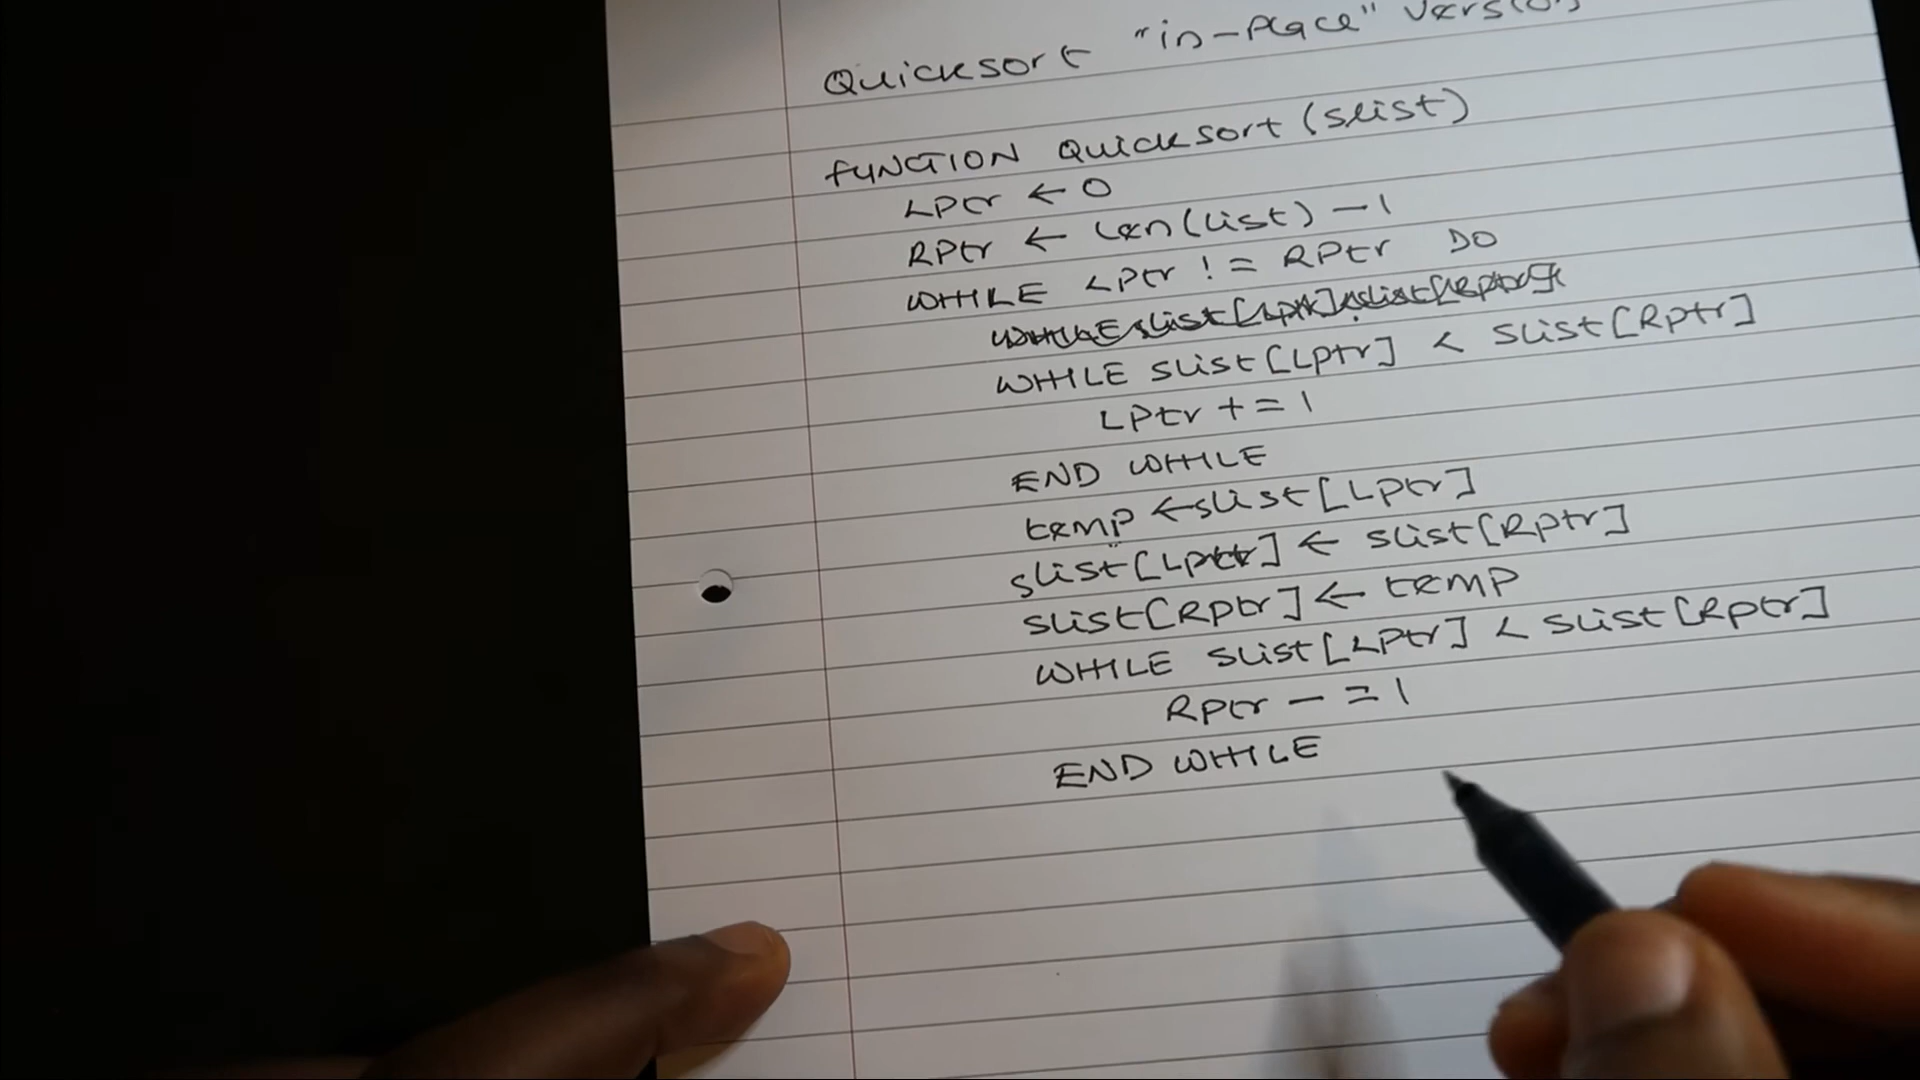 Quicksort "in-place" version
FUNCTION Quicksort (slist)
LPtr ← 0
RPtr ← len(list) - 1
WHILE LPtr != RPtr DO
WHILE slist[LPtr] < slist[RPtr]
LPtr += 1
END WHILE
temp ← slist[LPtr]
slist[LPtr] ← slist[RPtr]
slist[RPtr] ← temp
WHILE slist[LPtr] < slist[RPtr]
RPtr -= 1
END WHILE